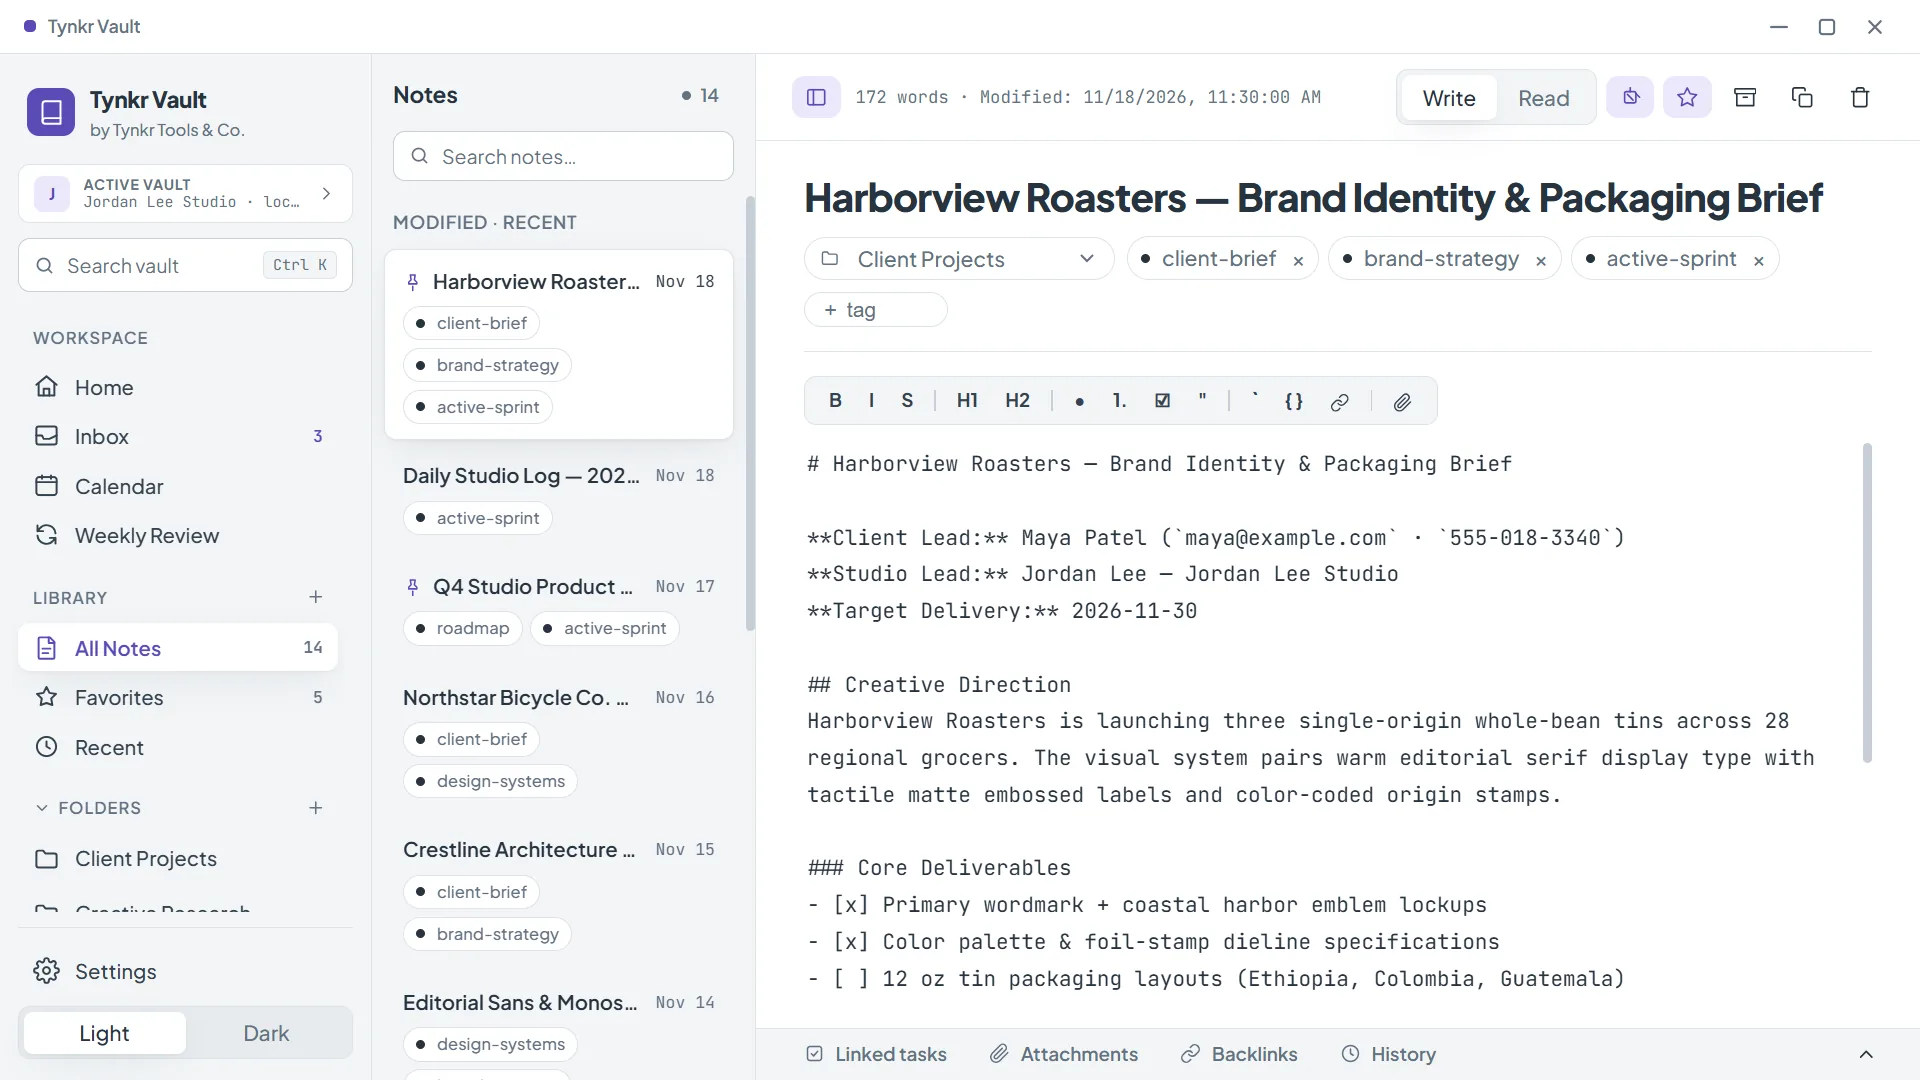 Tynkr Vault
Tynkr Vault
by Tynkr Tools & Co.
J
ACTIVE VAULT
Jordan Lee Studio · loc…
Search vault
Ctrl K
WORKSPACE
Home
Inbox 3
Calendar
Weekly Review
LIBRARY +
All Notes 14
Favorites 5
Recent
FOLDERS +
Client Projects
Creative Research
Settings
Light Dark
Notes 14
Search notes…
MODIFIED · RECENT
Harborview Roaster… Nov 18
client-brief
brand-strategy
active-sprint
Daily Studio Log — 202… Nov 18
active-sprint
Q4 Studio Product … Nov 17
roadmap active-sprint
Northstar Bicycle Co. … Nov 16
client-brief
design-systems
Crestline Architecture … Nov 15
client-brief
brand-strategy
Editorial Sans & Monos… Nov 14
design-systems
172 words · Modified: 11/18/2026, 11:30:00 AM
Write Read
Harborview Roasters — Brand Identity & Packaging Brief
Client Projects client-brief × brand-strategy × active-sprint ×
+ tag
B I S H1 H2 • 1. ☑ " ` {}
# Harborview Roasters — Brand Identity & Packaging Brief
**Client Lead:** Maya Patel (`maya@example.com` · `555-018-3340`)
**Studio Lead:** Jordan Lee — Jordan Lee Studio
**Target Delivery:** 2026-11-30
## Creative Direction
Harborview Roasters is launching three single-origin whole-bean tins across 28
regional grocers. The visual system pairs warm editorial serif display type with
tactile matte embossed labels and color-coded origin stamps.
### Core Deliverables
- [x] Primary wordmark + coastal harbor emblem lockups
- [x] Color palette & foil-stamp dieline specifications
- [ ] 12 oz tin packaging layouts (Ethiopia, Colombia, Guatemala)
Linked tasks Attachments Backlinks History